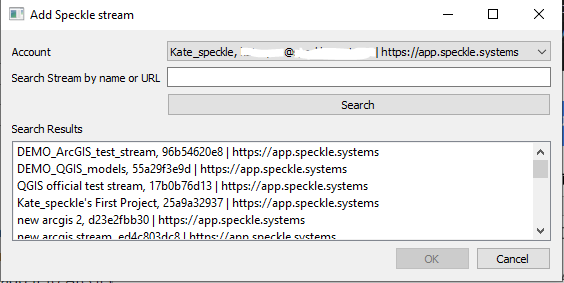 Add Speckle stream
Account
Kate_speckle, @ | https://app.speckle.systems
Search Stream by name or URL
Search
Search Results
DEMO_ArcGIS_test_stream, 96b54620e8 | https://app.speckle.systems
DEMO_QGIS_models, 55a29f3e9d | https://app.speckle.systems
QGIS official test stream, 17b0b76d13 | https://app.speckle.systems
Kate_speckle's First Project, 25a9a32937 | https://app.speckle.systems
new arcgis 2, d23e2fbb30 | https://app.speckle.systems
new arcgis stream, ed4c803dc8 | https://app.speckle.systems
OK
Cancel